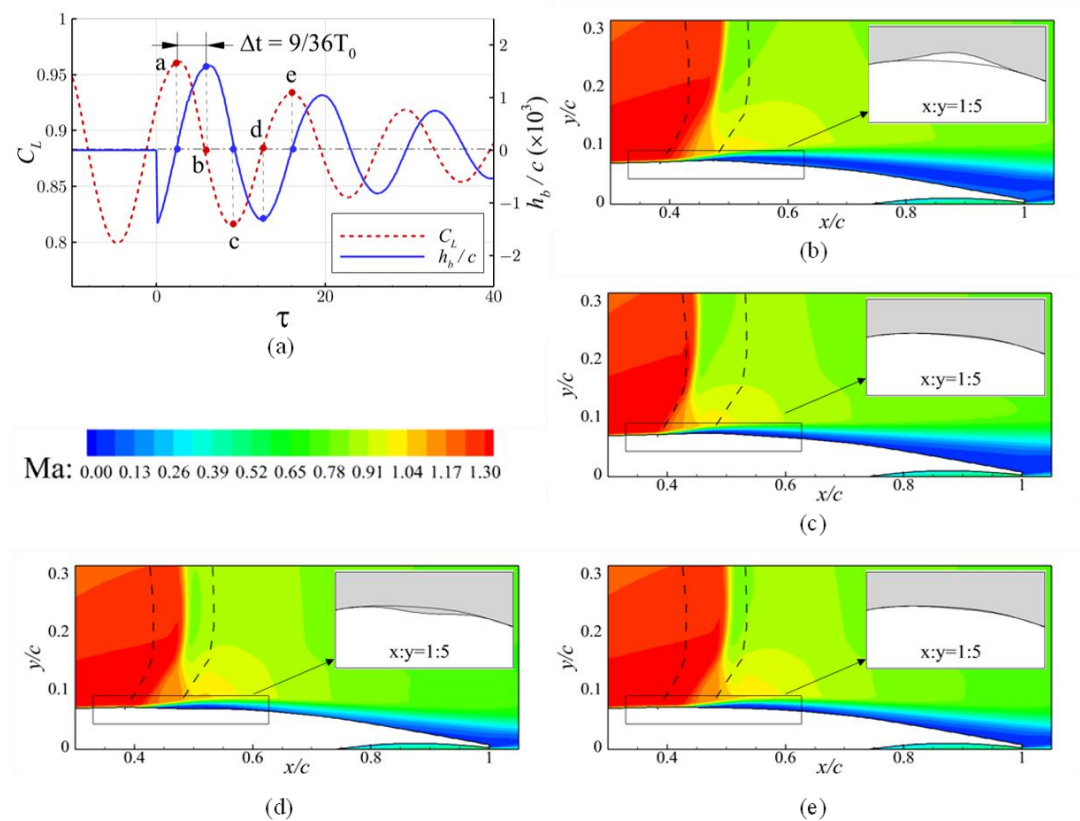 1
0.95
0.9
0.85
0.8
C_L
a
b
c
d
e
Δt = 9/36T₀
2
1
0
-1
-2
h_b / c (×10³)
C_L
h_b / c
0 20 40
τ
(a)
0.3
0.2
0.1
0
y/c
x:y=1:5
0.4 0.6 0.8 1
x/c
(b)
0.3
0.2
0.1
0
y/c
x:y=1:5
0.4 0.6 0.8 1
x/c
(c)
Ma: 0.00 0.13 0.26 0.39 0.52 0.65 0.78 0.91 1.04 1.17 1.30
0.3
0.2
0.1
0
y/c
x:y=1:5
0.4 0.6 0.8 1
x/c
(d)
0.3
0.2
0.1
0
y/c
x:y=1:5
0.4 0.6 0.8 1
x/c
(e)